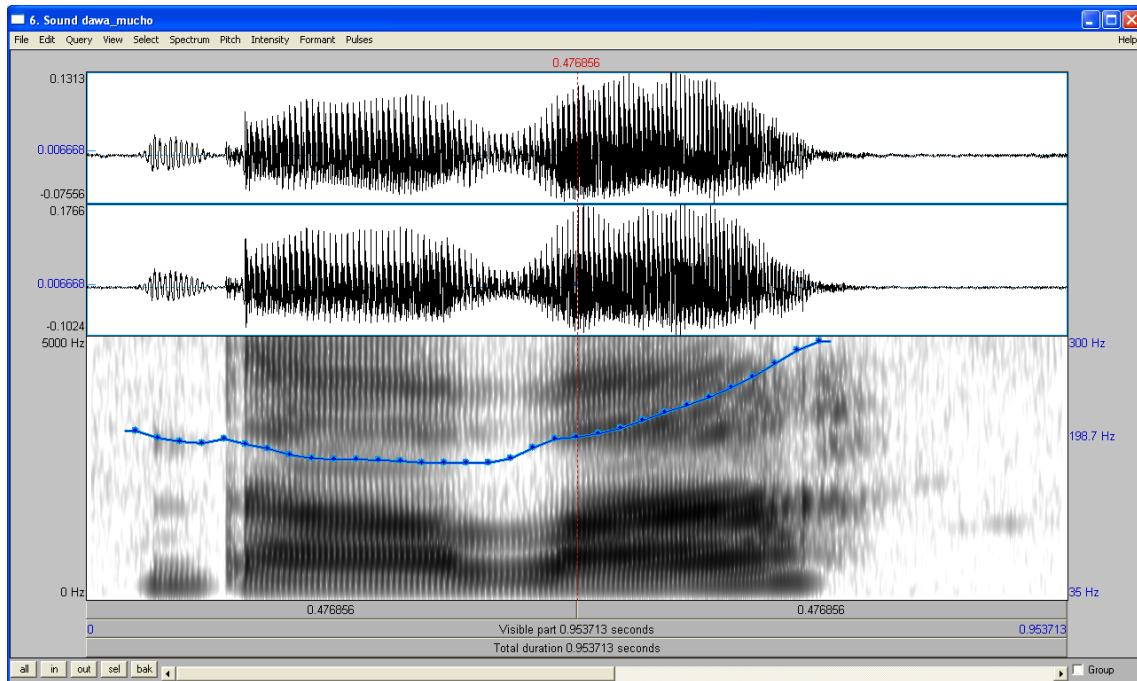 6. Sound dawa_mucho
File Edit Query View Select Spectrum Pitch Intensity Formant Pulses Help
0.476856
0.1313
0.006668
-0.07556
0.1766
0.006668
-0.1024
5000 Hz 300 Hz
198.7 Hz
0 Hz 35 Hz
0.476856 0.476856
0 Visible part 0.953713 seconds 0.953713
Total duration 0.953713 seconds
all in out sel bak Group